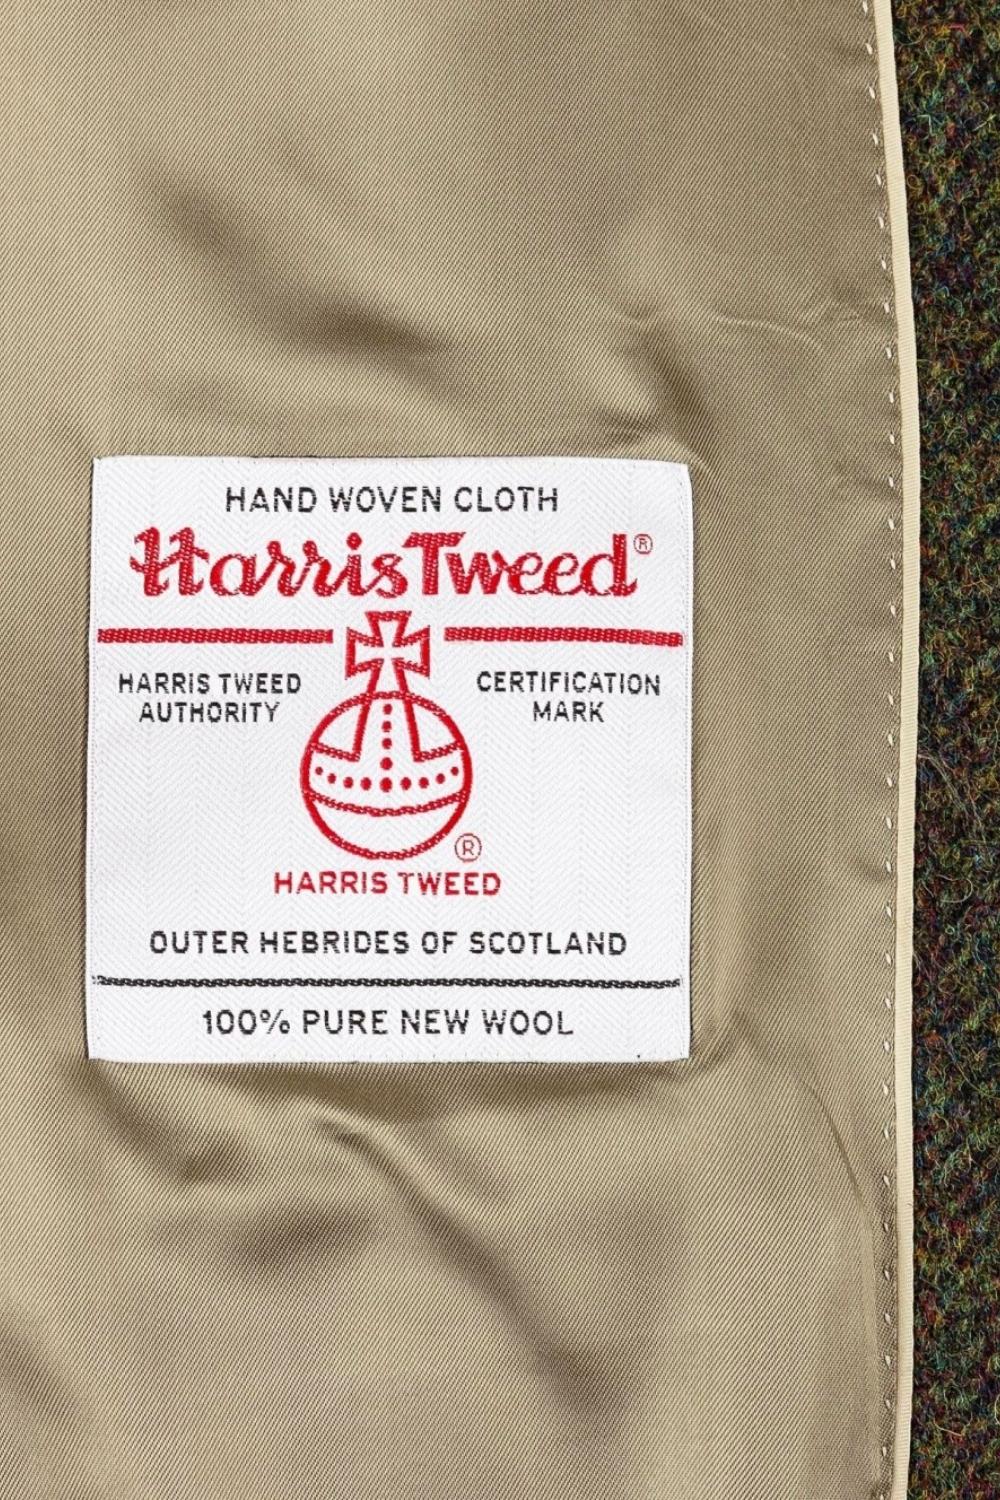 HAND WOVEN CLOTH
Harris Tweed®
HARRIS TWEED
AUTHORITY
CERTIFICATION
MARK
®
HARRIS TWEED
OUTER HEBRIDES OF SCOTLAND
100% PURE NEW WOOL